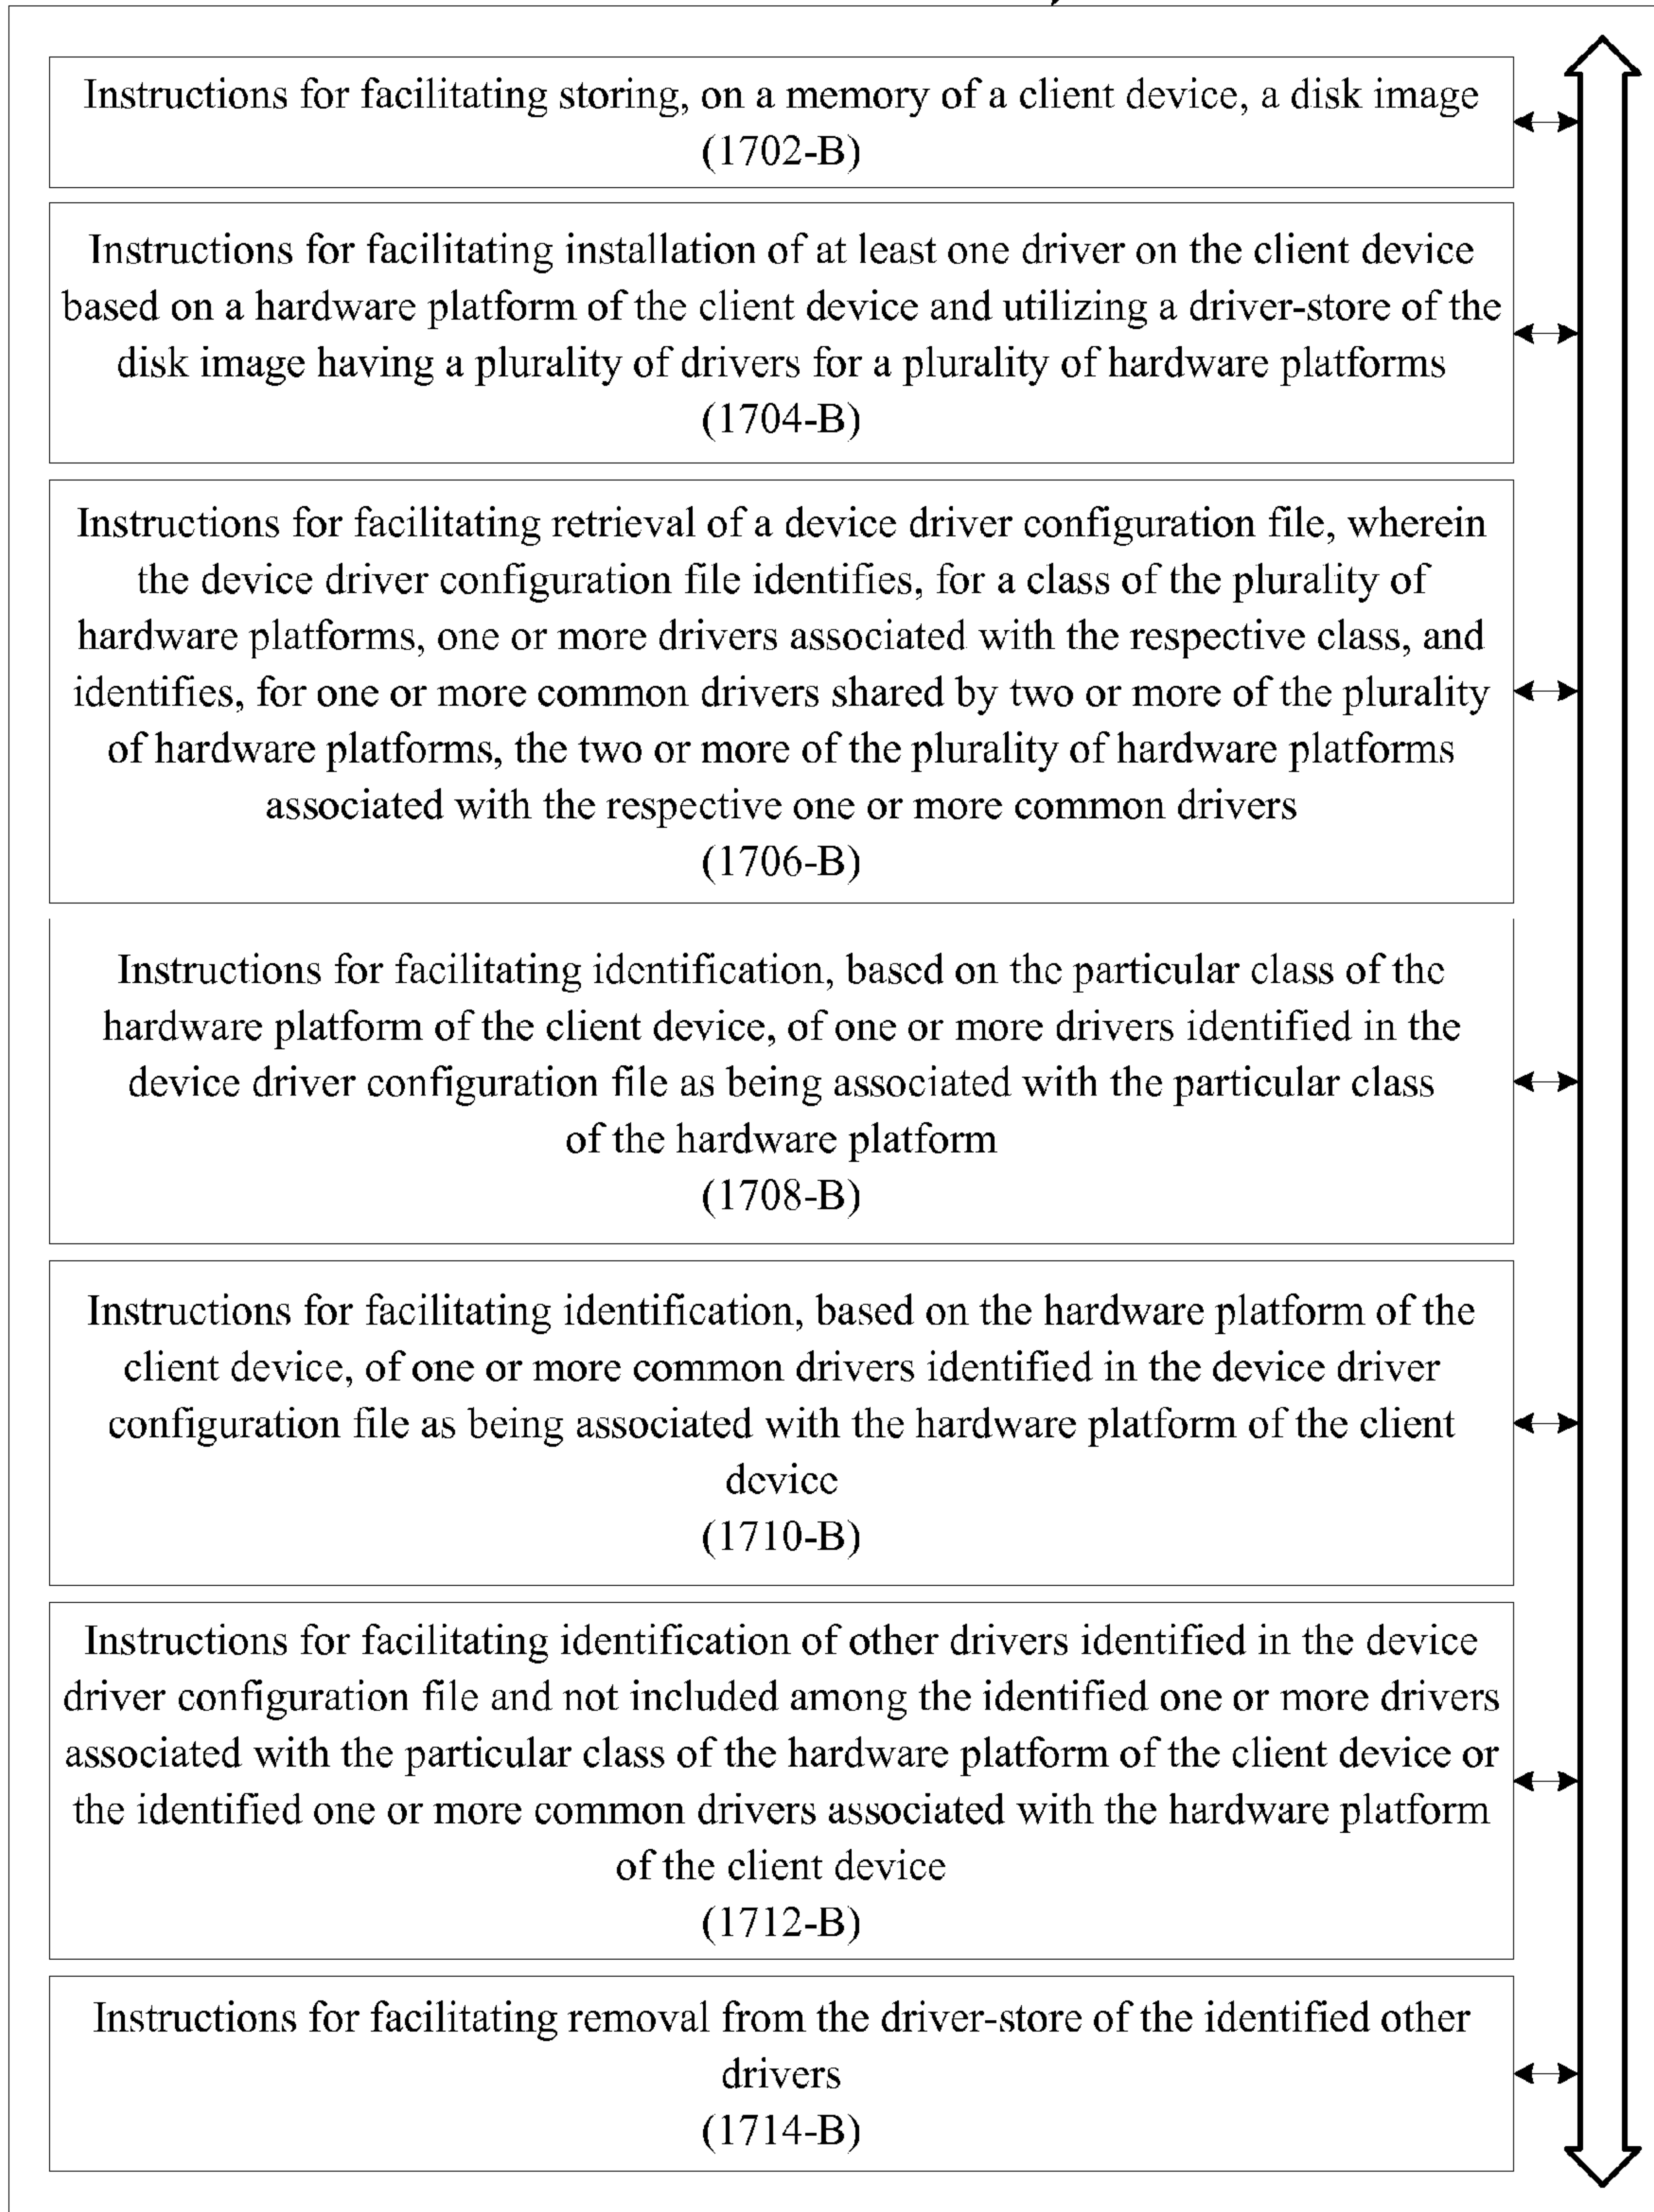 Instructions for facilitating storing, on a memory of a client device, a disk image
(1702-B)
Instructions for facilitating installation of at least one driver on the client device
based on a hardware platform of the client device and utilizing a driver-store of the
disk image having a plurality of drivers for a plurality of hardware platforms
(1704-B)
Instructions for facilitating retrieval of a device driver configuration file, wherein
the device driver configuration file identifies, for a class of the plurality of
hardware platforms, one or more drivers associated with the respective class, and
identifies, for one or more common drivers shared by two or more of the plurality
of hardware platforms, the two or more of the plurality of hardware platforms
associated with the respective one or more common drivers
(1706-B)
Instructions for facilitating identification, based on the particular class of the
hardware platform of the client device, of one or more drivers identified in the
device driver configuration file as being associated with the particular class
of the hardware platform
(1708-B)
Instructions for facilitating identification, based on the hardware platform of the
client device, of one or more common drivers identified in the device driver
configuration file as being associated with the hardware platform of the client
device
(1710-B)
Instructions for facilitating identification of other drivers identified in the device
driver configuration file and not included among the identified one or more drivers
associated with the particular class of the hardware platform of the client device or
the identified one or more common drivers associated with the hardware platform
of the client device
(1712-B)
Instructions for facilitating removal from the driver-store of the identified other
drivers
(1714-B)